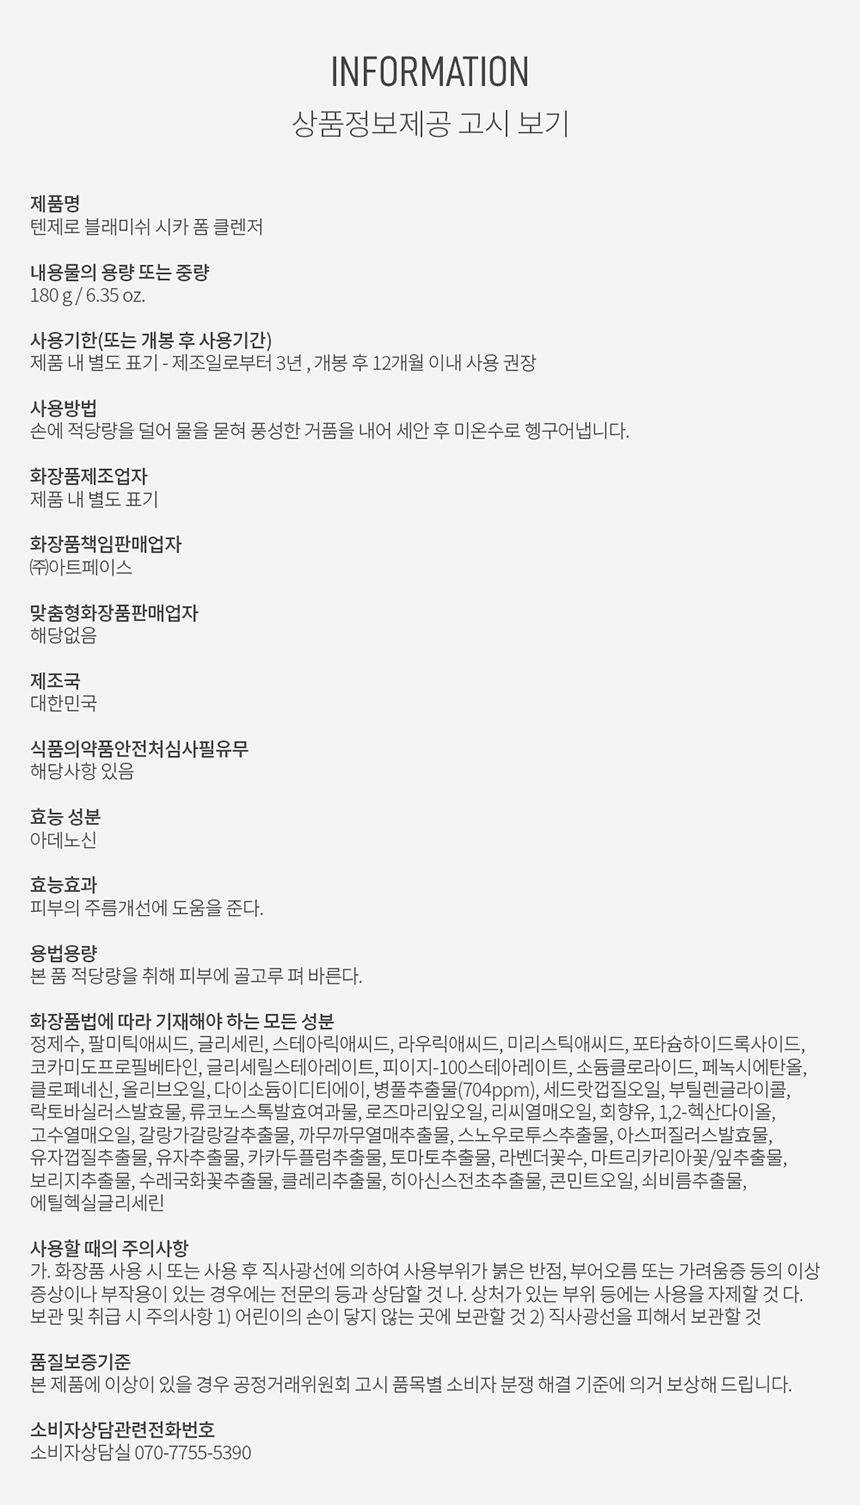 INFORMATION
상품정보제공 고시 보기
제품명
텐제로 블래미쉬 시카 폼 클렌저
내용물의 용량 또는 중량
180 g / 6.35 oz.
사용기한(또는 개봉 후 사용기간)
제품 내 별도 표기 - 제조일로부터 3년 , 개봉 후 12개월 이내 사용 권장
사용방법
손에 적당량을 덜어 물을 묻혀 풍성한 거품을 내어 세안 후 미온수로 헹구어냅니다.
화장품제조업자
제품 내 별도 표기
화장품책임판매업자
㈜아트페이스
맞춤형화장품판매업자
해당없음
제조국
대한민국
식품의약품안전처심사필유무
해당사항 있음
효능 성분
아데노신
효능효과
피부의 주름개선에 도움을 준다.
용법용량
본 품 적당량을 취해 피부에 골고루 펴 바른다.
화장품법에 따라 기재해야 하는 모든 성분
정제수, 팔미틱애씨드, 글리세린, 스테아릭애씨드, 라우릭애씨드, 미리스틱애씨드, 포타슘하이드록사이드,
코카미도프로필베타인, 글리세릴스테아레이트, 피이지-100스테아레이트, 소듐클로라이드, 페녹시에탄올,
클로페네신, 올리브오일, 다이소듐이디티에이, 병풀추출물(704ppm), 세드랏껍질오일, 부틸렌글라이콜,
락토바실러스발효물, 류코노스톡발효여과물, 로즈마리잎오일, 리씨열매오일, 회향유, 1,2-헥산다이올,
고수열매오일, 갈랑가갈랑갈추출물, 까무까무열매추출물, 스노우로투스추출물, 아스퍼질러스발효물,
유자껍질추출물, 유자추출물, 카카두플럼추출물, 토마토추출물, 라벤더꽃수, 마트리카리아꽃/잎추출물,
보리지추출물, 수레국화꽃추출물, 클레리추출물, 히아신스전초추출물, 콘민트오일, 쇠비름추출물,
에틸헥실글리세린
사용할 때의 주의사항
가. 화장품 사용 시 또는 사용 후 직사광선에 의하여 사용부위가 붉은 반점, 부어오름 또는 가려움증 등의 이상
증상이나 부작용이 있는 경우에는 전문의 등과 상담할 것 나. 상처가 있는 부위 등에는 사용을 자제할 것 다.
보관 및 취급 시 주의사항 1) 어린이의 손이 닿지 않는 곳에 보관할 것 2) 직사광선을 피해서 보관할 것
품질보증기준
본 제품에 이상이 있을 경우 공정거래위원회 고시 품목별 소비자 분쟁 해결 기준에 의거 보상해 드립니다.
소비자상담관련전화번호
소비자상담실 070-7755-5390